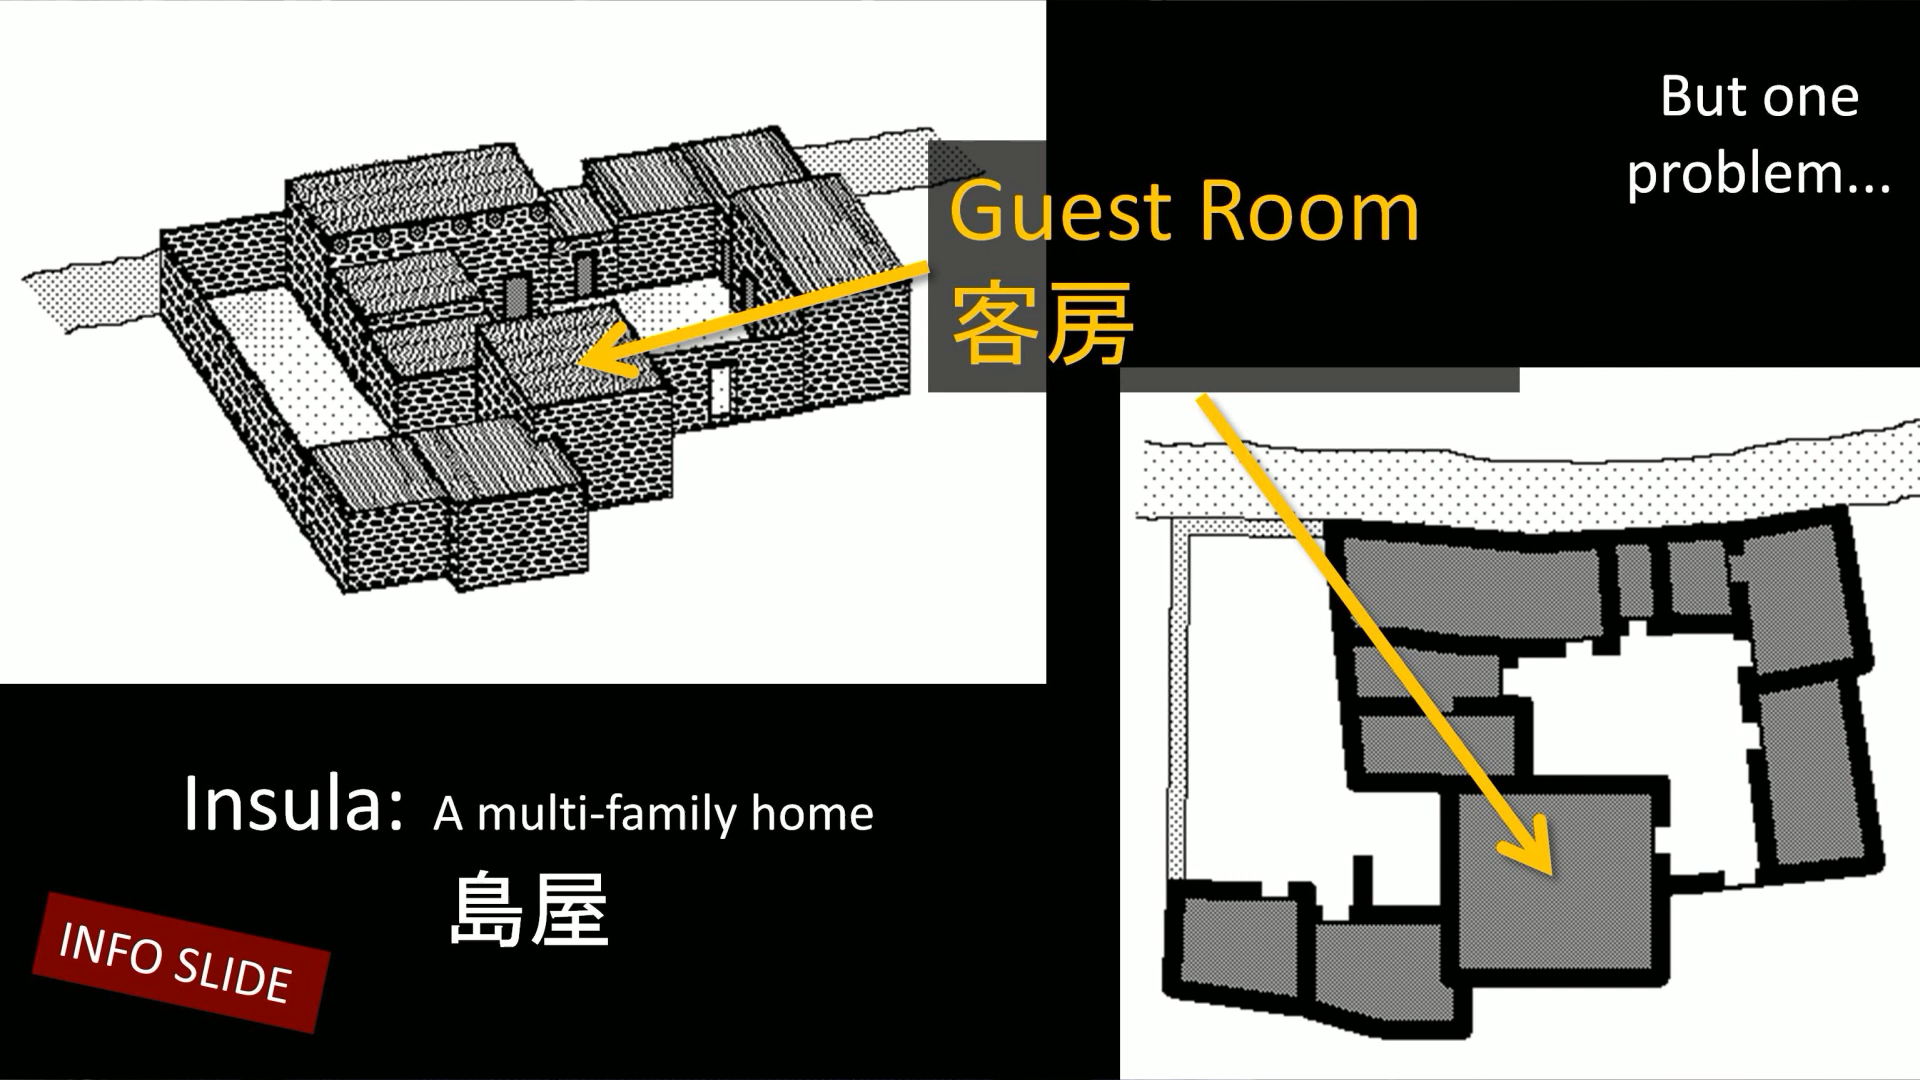 But one
problem...
Guest Room
客房
Insula: A multi-family home
島屋
INFO SLIDE